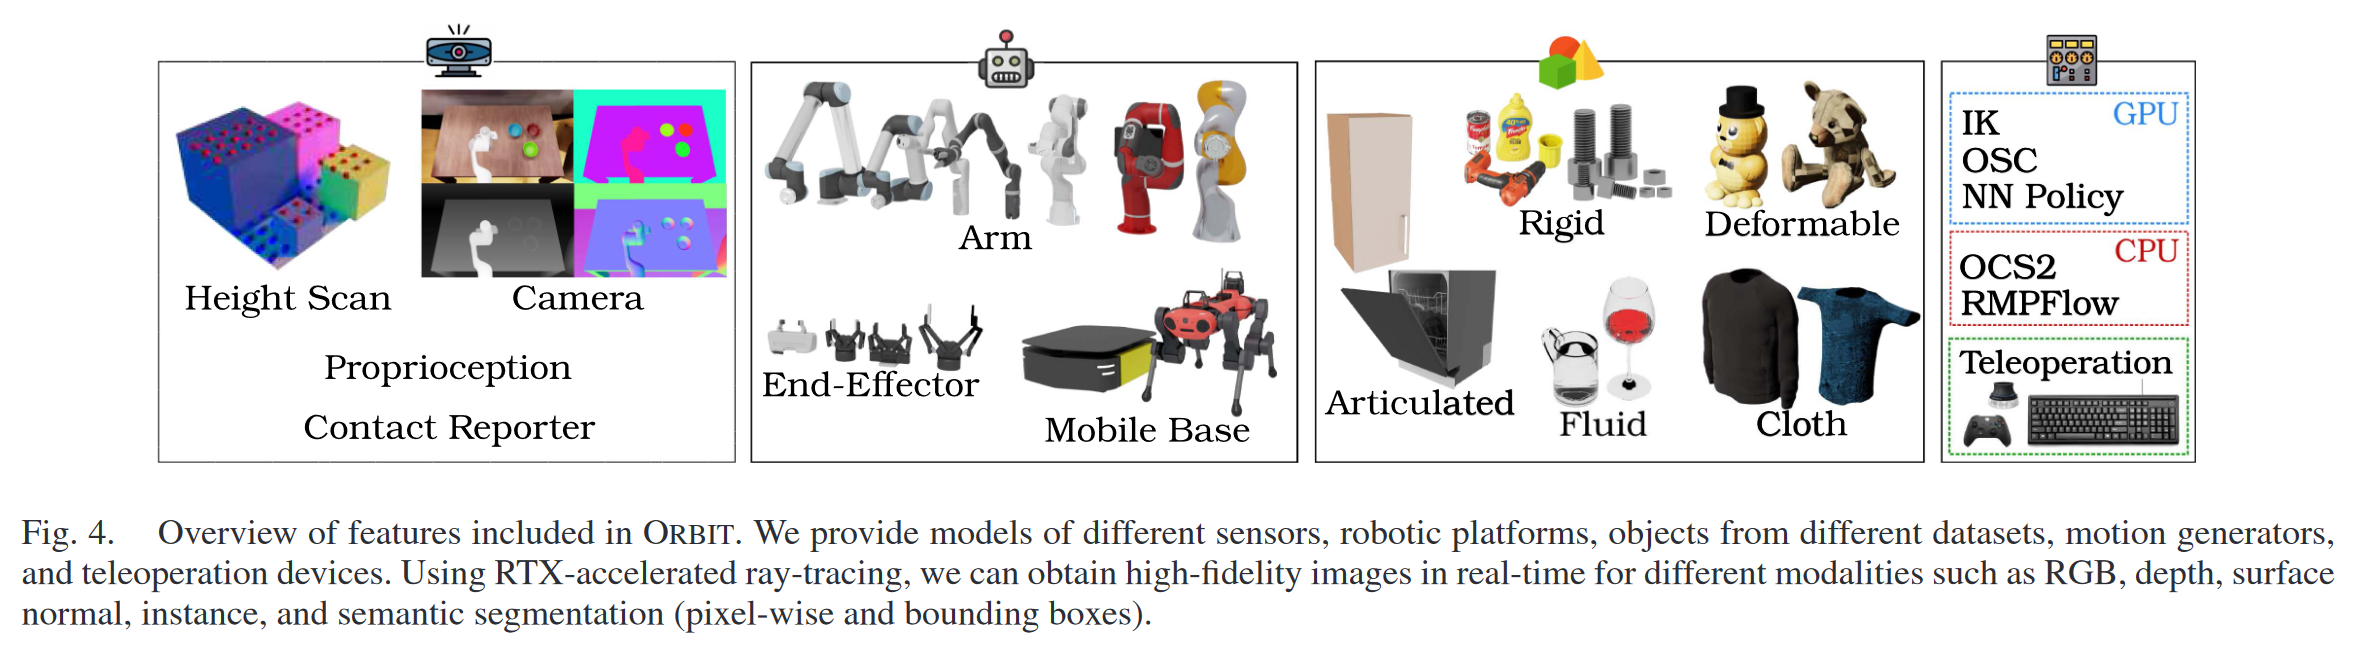 Height Scan
Camera
Proprioception
Contact Reporter
Arm
End-Effector
Mobile Base
Rigid
Deformable
Articulated
Fluid
Cloth
GPU
IK
OSC
NN Policy
CPU
OCS2
RMPFlow
Teleoperation
Fig. 4. Overview of features included in ORBIT. We provide models of different sensors, robotic platforms, objects from different datasets, motion generators,
and teleoperation devices. Using RTX-accelerated ray-tracing, we can obtain high-fidelity images in real-time for different modalities such as RGB, depth, surface
normal, instance, and semantic segmentation (pixel-wise and bounding boxes).